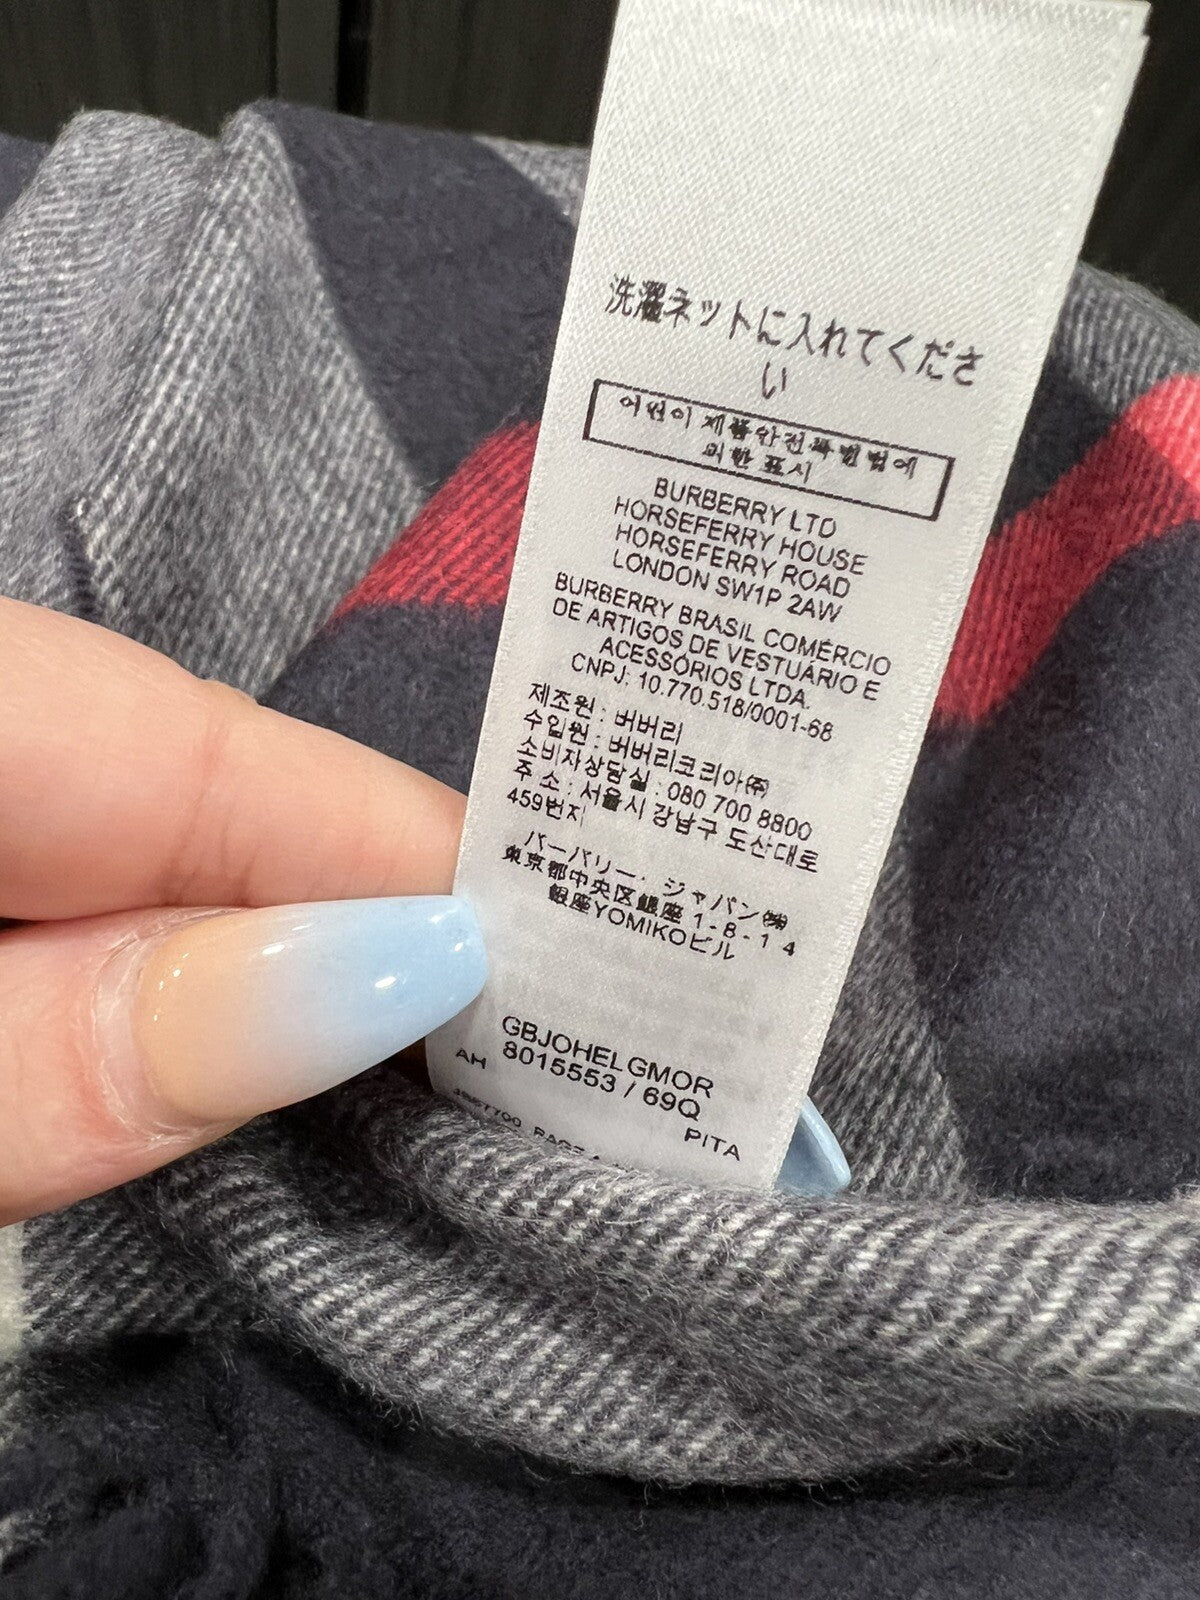 洗濯ネットに入れてくださ
い
어린이 제품안전특별법에
의한 표시
BURBERRY LTD
HORSEFERRY HOUSE
HORSEFERRY ROAD
LONDON SW1P 2AW
BURBERRY BRASIL COMÉRCIO
DE ARTIGOS DE VESTUÁRIO E
ACESSÓRIOS LTDA.
CNPJ: 10.770.518/0001-68
제조원 : 버버리
수입원 : 버버리코리아㈜
소비자상담실 : 080 700 8800
주 소 : 서울시 강남구 도산대로
459번지
バーバリー・ジャパン㈱
東京都中央区銀座1-8-14
銀座YOMIKOビル
GBJOHELGMOR
AH 8015553 / 69Q
PITA